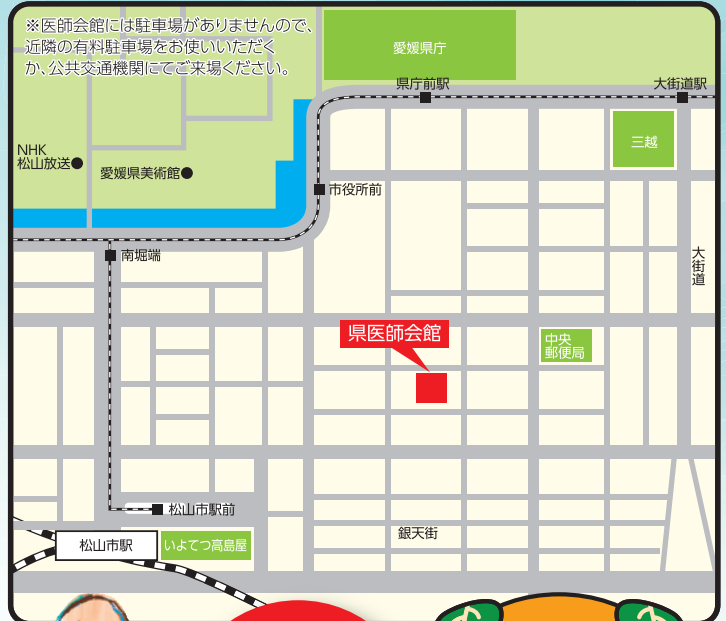 ※医師会館には駐車場がありませんので、
近隣の有料駐車場をお使いいただく
か、公共交通機関にてご来場ください。
愛媛県庁
県庁前駅
大街道駅
三越
NHK
松山放送●
愛媛県美術館●
市役所前
南堀端
大街道
県医師会館
中央
郵便局
松山市駅前
銀天街
松山市駅
いよてつ高島屋